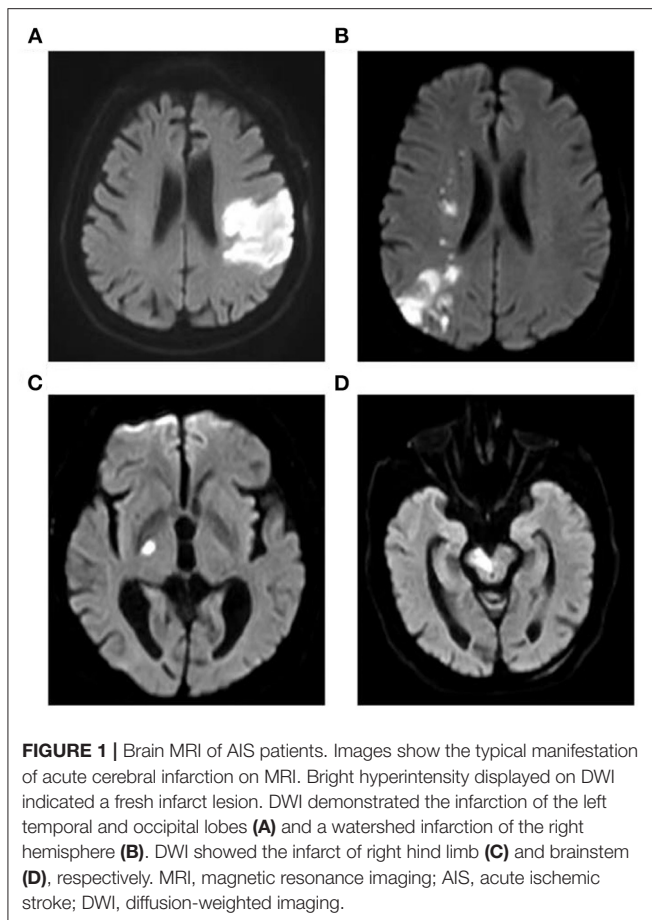 A
B
C
D
FIGURE 1 | Brain MRI of AIS patients. Images show the typical manifestation
of acute cerebral infarction on MRI. Bright hyperintensity displayed on DWI
indicated a fresh infarct lesion. DWI demonstrated the infarction of the left
temporal and occipital lobes (A) and a watershed infarction of the right
hemisphere (B). DWI showed the infarct of right hind limb (C) and brainstem
(D), respectively. MRI, magnetic resonance imaging; AIS, acute ischemic
stroke; DWI, diffusion-weighted imaging.